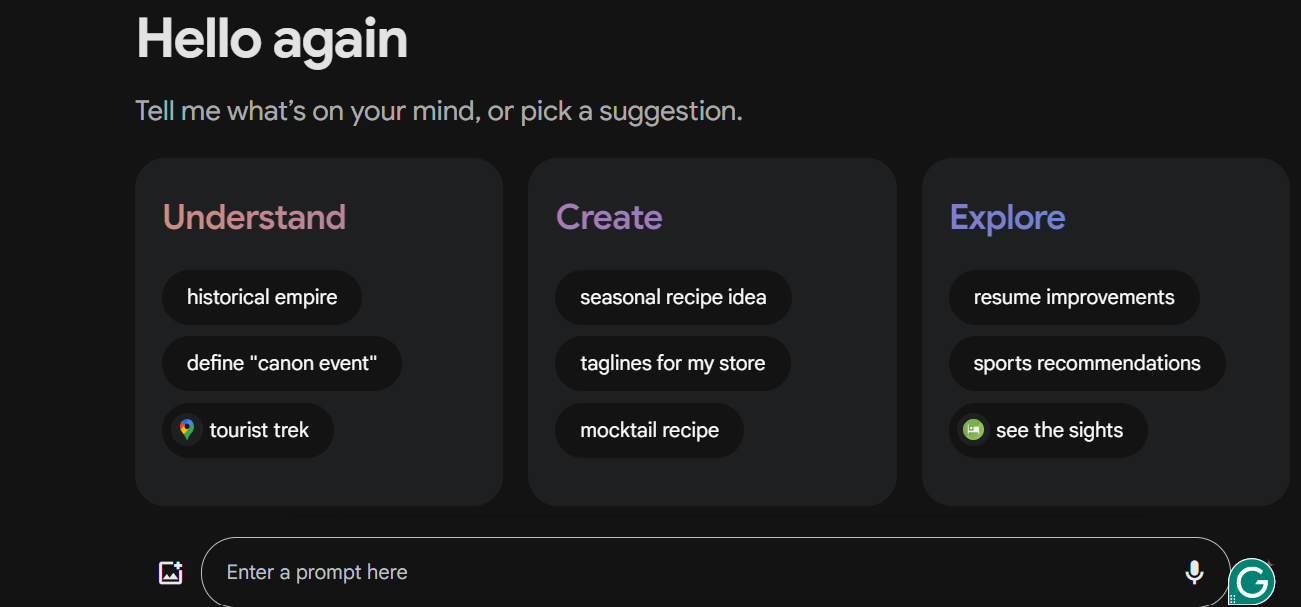 Hello again
Tell me what's on your mind, or pick a suggestion.
Understand
historical empire
define "canon event"
tourist trek
Create
seasonal recipe idea
taglines for my store
mocktail recipe
Explore
resume improvements
sports recommendations
see the sights
Enter a prompt here
G